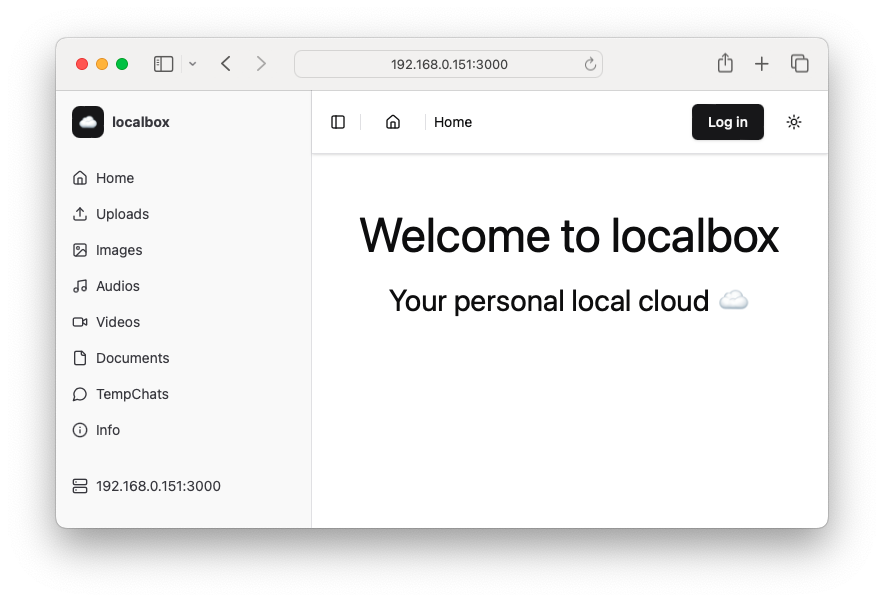 192.168.0.151:3000
localbox
Home
Log in
Home
Uploads
Images
Audios
Videos
Documents
TempChats
Info
192.168.0.151:3000
Welcome to localbox
Your personal local cloud ☁️